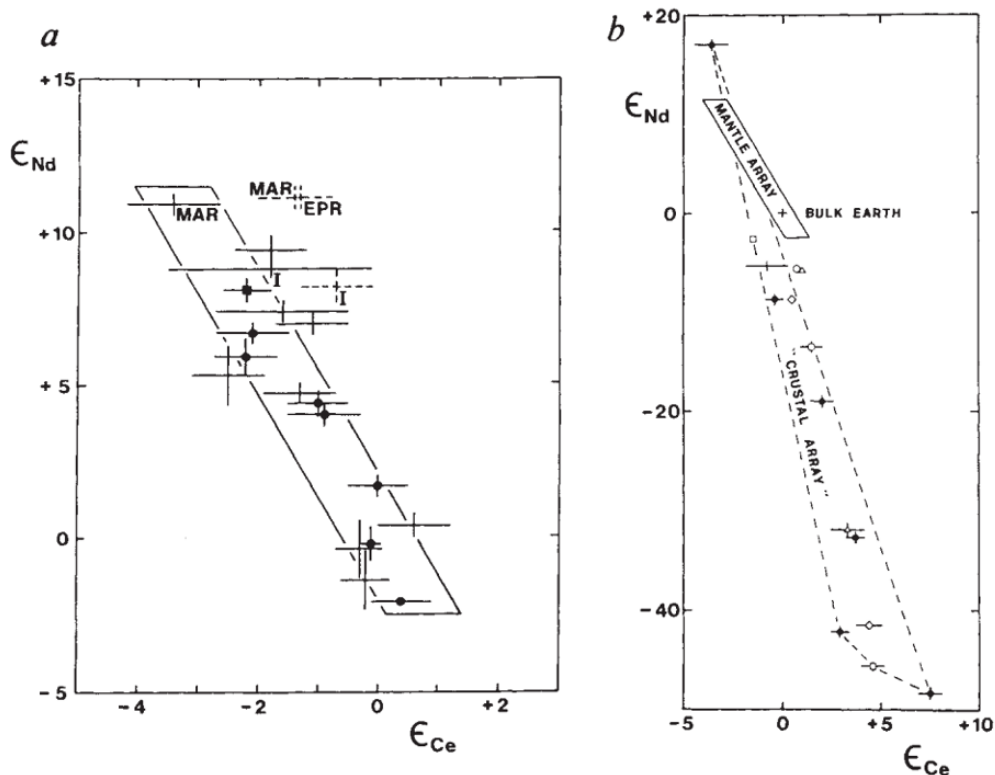 a
+15
+10
+5
0
-5
εNd
MAR
MAR
EPR
I
I
-4
-2
0
+2
εCe
b
+20
0
-20
-40
εNd
MANTLE ARRAY
BULK EARTH
"CRUSTAL ARRAY"
-5
0
+5
+10
εCe